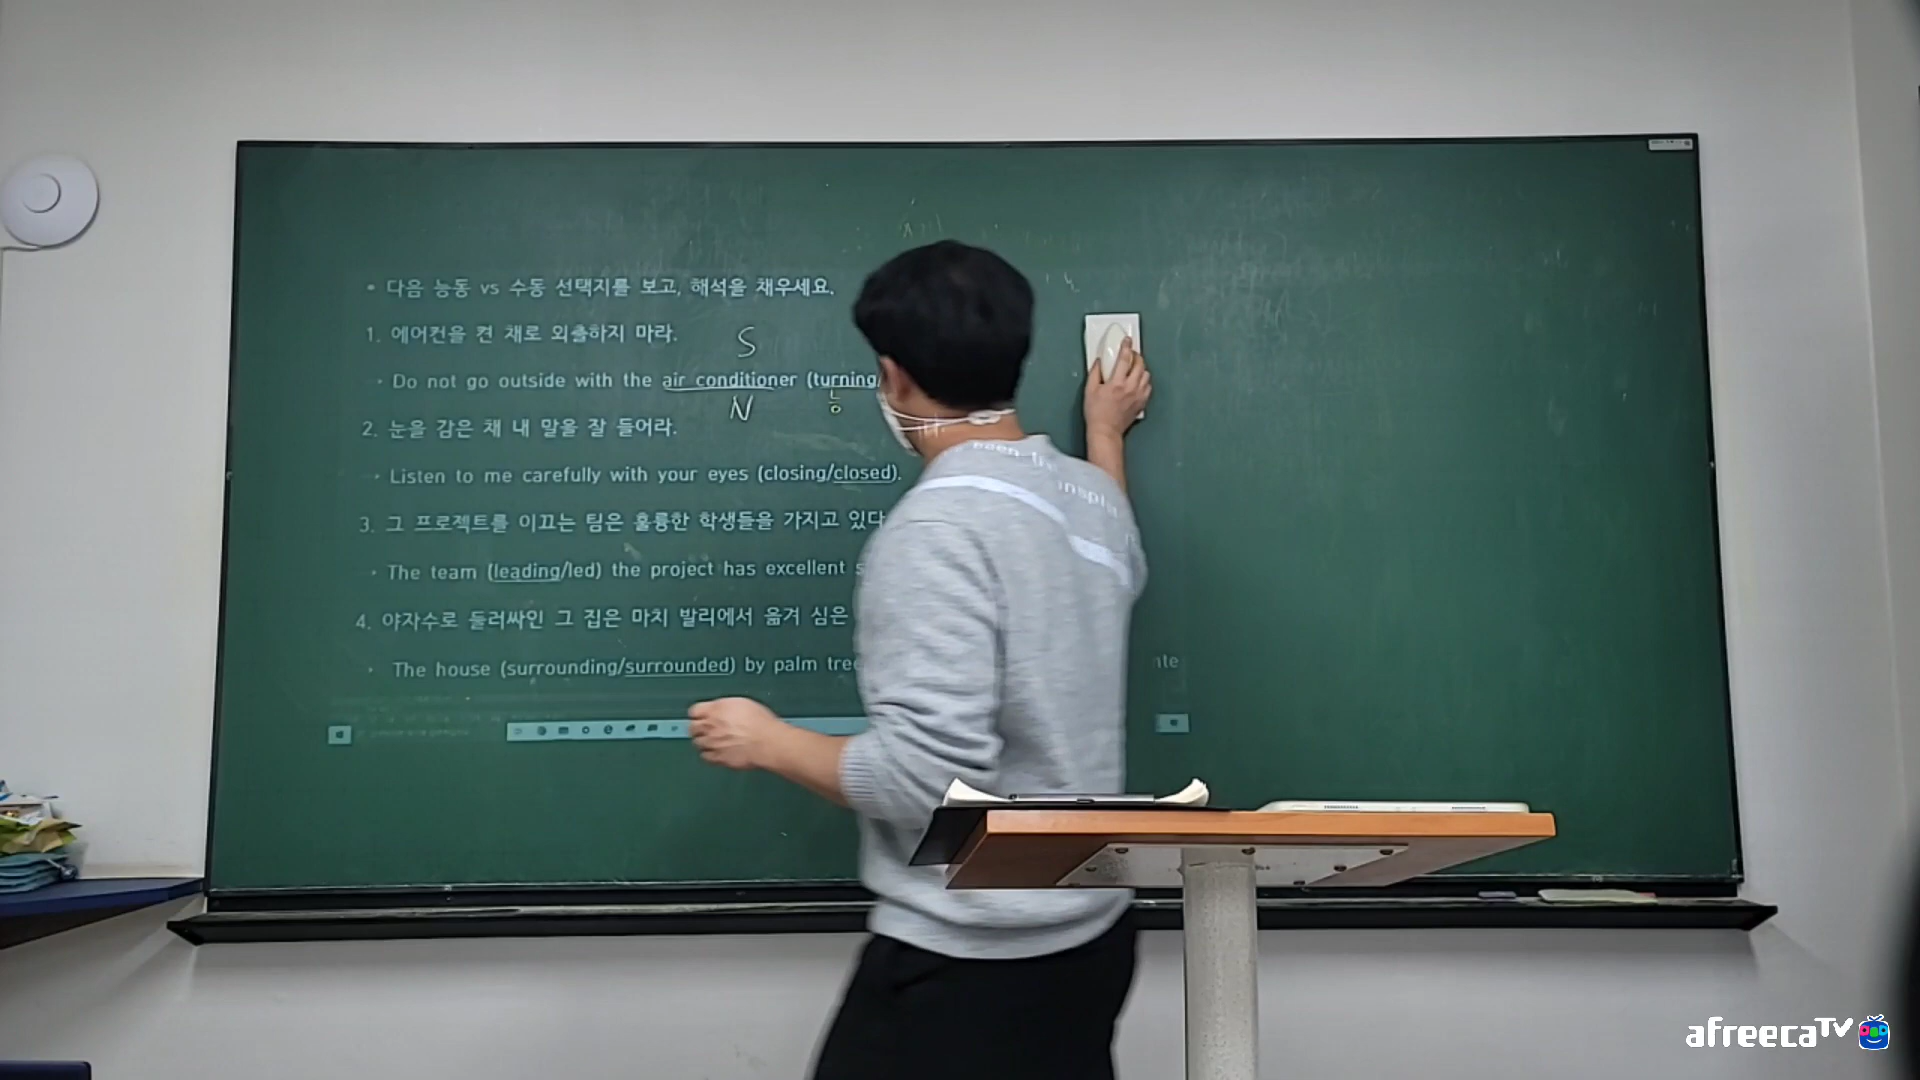 • 다음 능동 vs 수동 선택지를 보고, 해석을 채우세요.
1. 에어컨을 켠 채로 외출하지 마라.
S
• Do not go outside with the air conditioner (turning/
N 능
2. 눈을 감은 채 내 말을 잘 들어라.
• Listen to me carefully with your eyes (closing/closed).
3. 그 프로젝트를 이끄는 팀은 훌륭한 학생들을 가지고 있다
• The team (leading/led) the project has excellent s
4. 야자수로 둘러싸인 그 집은 마치 발리에서 옮겨 심은
• The house (surrounding/surrounded) by palm tree
afreecaTV